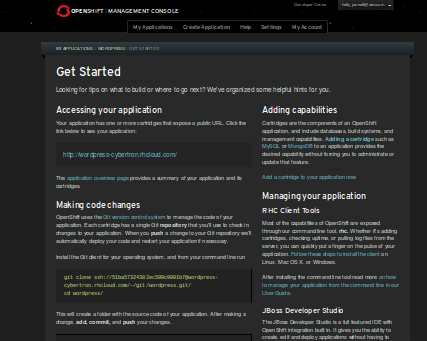 OPENSHIFT | MANAGEMENT CONSOLE
Developer Center
My Applications Create Application Help Settings My Account
MY APPLICATIONS / WORDPRESS / GET STARTED
Get Started
Looking for tips on what to build or where to go next? We've organized some helpful hints for you.
Accessing your application
Your application has one or more cartridges that expose a public URL. Click the
link below to see your application:
http://wordpress-cybertron.rhcloud.com/
The application overview page provides a summary of your application and its
cartridges.
Making code changes
OpenShift uses the Git version control system to manage the code of your
application. Each cartridge has a single Git repository that you'll use to check in
changes to your application. When you push a change to your Git repository we'll
automatically deploy your code and restart your application if necessary.
Install the Git client for your operating system, and from your command line run
git clone ssh://
cybertron.rhcloud.com/~/git/wordpress.git/
cd wordpress/
This will create a folder with the source code of your application. After making a
change, add, commit, and push your changes.
Adding capabilities
Cartridges are the components of an OpenShift
application, and include databases, build systems, and
management capabilities. Adding a cartridge such as
MySQL or MongoDB to an application provides the
desired capability without forcing you to administrate or
update that feature.
Add a cartridge to your application now
Managing your application
RHC Client Tools
Most of the capabilities of OpenShift are exposed
through our command line tool, rhc. Whether it's adding
cartridges, checking uptime, or pulling log files from the
server, you can quickly put a finger on the pulse of your
application. Follow these steps to install the client on
Linux, Mac OS X, or Windows.
After installing the command line tool read more on how
to manage your application from the command line in our
User Guide.
JBoss Developer Studio
The JBoss Developer Studio is a full featured IDE with
OpenShift integration built in. It gives you the ability to
create, edit and deploy applications without having to